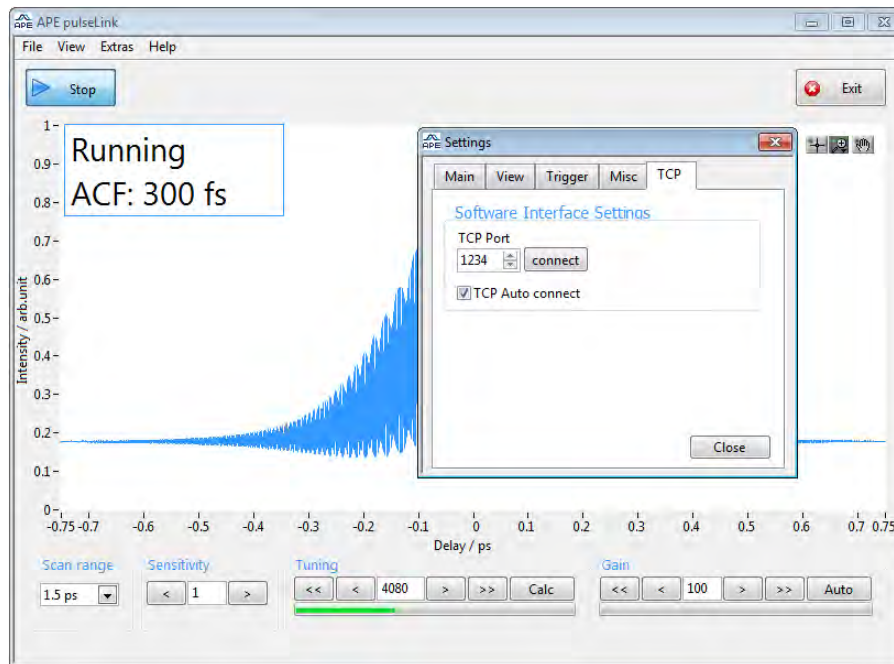 APE APE pulseLink
File View Extras Help
Stop
Exit
Running
ACF: 300 fs
APE Settings
Main View Trigger Misc TCP
Software Interface Settings
TCP Port
1234 connect
TCP Auto connect
Close
Intensity / arb.unit
1
0.9
0.8
0.7
0.6
0.5
0.4
0.3
0.2
0.1
0
-0.75 -0.7 -0.6 -0.5 -0.4 -0.3 -0.2 -0.1 0 0.1 0.2 0.3 0.4 0.5 0.6 0.7 0.75
Delay / ps
Scan range Sensitivity Tuning Gain
1.5 ps < 1 > << < 4080 > >> Calc << < 100 > >> Auto